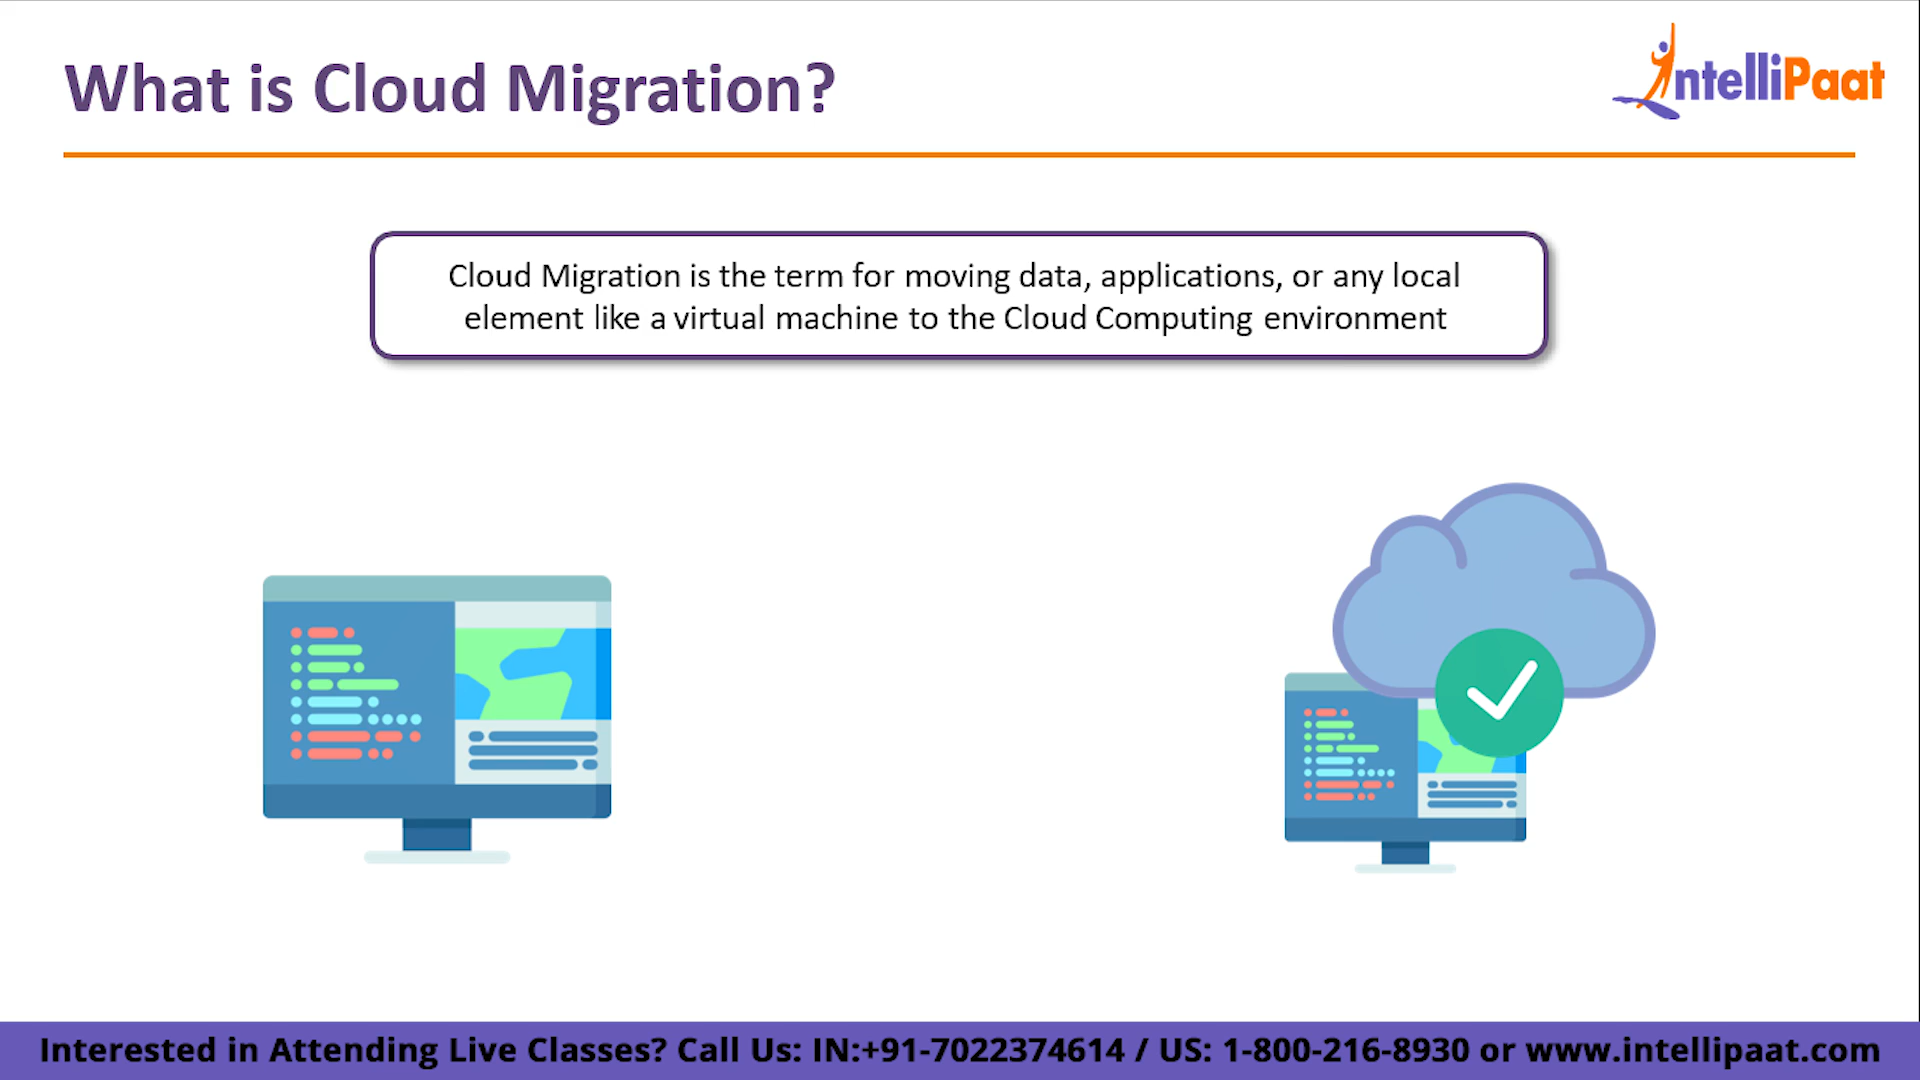 What is Cloud Migration?
IntelliPaat
Cloud Migration is the term for moving data, applications, or any local
element like a virtual machine to the Cloud Computing environment
Interested in Attending Live Classes? Call Us: IN:+91-7022374614 / US: 1-800-216-8930 or www.intellipaat.com